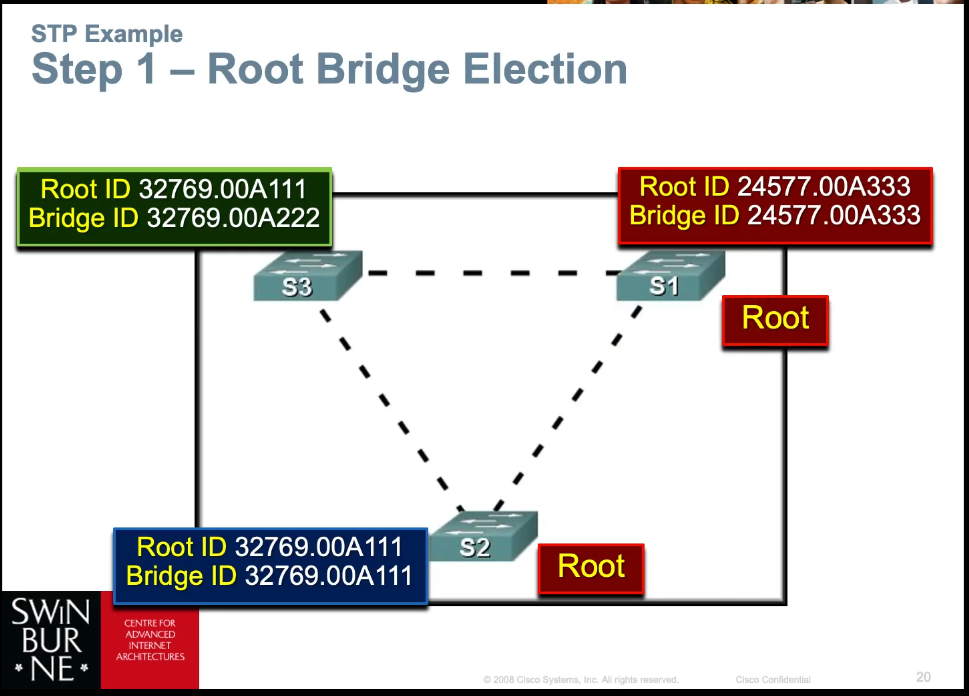 STP Example
Step 1 – Root Bridge Election
Root ID 32769.00A111
Bridge ID 32769.00A222
Root ID 24577.00A333
Bridge ID 24577.00A333
S3
S1
Root
Root ID 32769.00A111
Bridge ID 32769.00A111
S2
Root
SWIN
BUR
* NE *
CENTRE FOR
ADVANCED
INTERNET
ARCHITECTURES
© 2008 Cisco Systems, Inc. All rights reserved.
Cisco Confidential
20